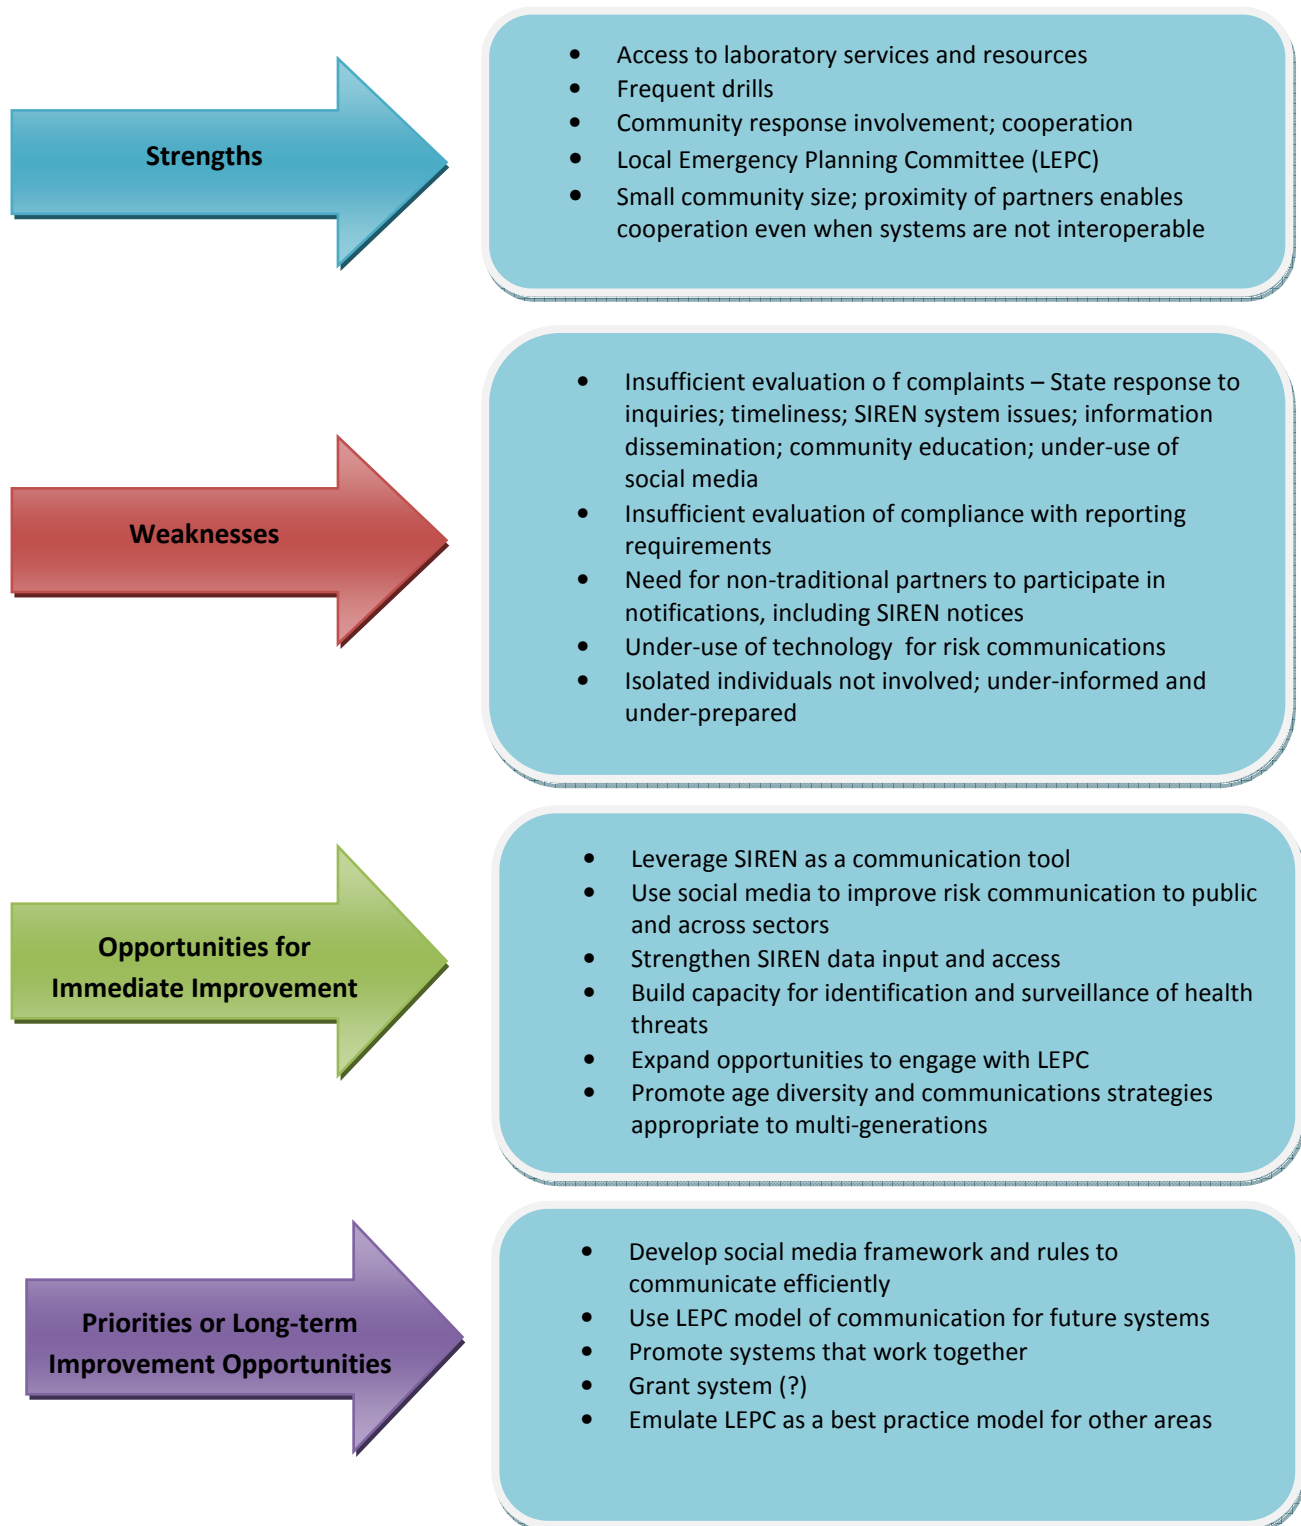 Strengths
• Access to laboratory services and resources
• Frequent drills
• Community response involvement; cooperation
• Local Emergency Planning Committee (LEPC)
• Small community size; proximity of partners enables
cooperation even when systems are not interoperable
Weaknesses
• Insufficient evaluation o f complaints – State response to
inquiries; timeliness; SIREN system issues; information
dissemination; community education; under-use of
social media
• Insufficient evaluation of compliance with reporting
requirements
• Need for non-traditional partners to participate in
notifications, including SIREN notices
• Under-use of technology  for risk communications
• Isolated individuals not involved; under-informed and
under-prepared
Opportunities for
Immediate Improvement
• Leverage SIREN as a communication tool
• Use social media to improve risk communication to public
and across sectors
• Strengthen SIREN data input and access
• Build capacity for identification and surveillance of health
threats
• Expand opportunities to engage with LEPC
• Promote age diversity and communications strategies
appropriate to multi-generations
Priorities or Long-term
Improvement Opportunities
• Develop social media framework and rules to
communicate efficiently
• Use LEPC model of communication for future systems
• Promote systems that work together
• Grant system (?)
• Emulate LEPC as a best practice model for other areas